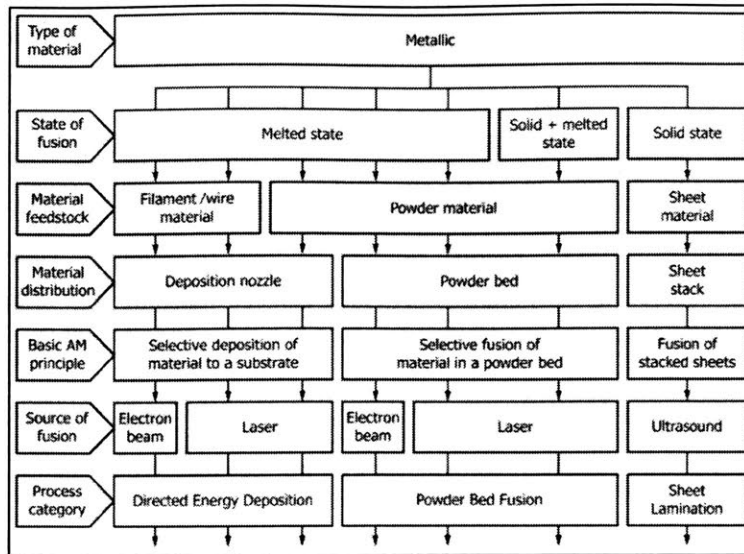 Type of
material
Metallic
State of
fusion
Melted state
Solid + melted
state
Solid state
Material
feedstock
Filament /wire
material
Powder material
Sheet
material
Material
distribution
Deposition nozzle
Powder bed
Sheet
stack
Basic AM
principle
Selective deposition of
material to a substrate
Selective fusion of
material in a powder bed
Fusion of
stacked sheets
Source of
fusion
Electron
beam
Laser
Electron
beam
Laser
Ultrasound
Process
category
Directed Energy Deposition
Powder Bed Fusion
Sheet
Lamination